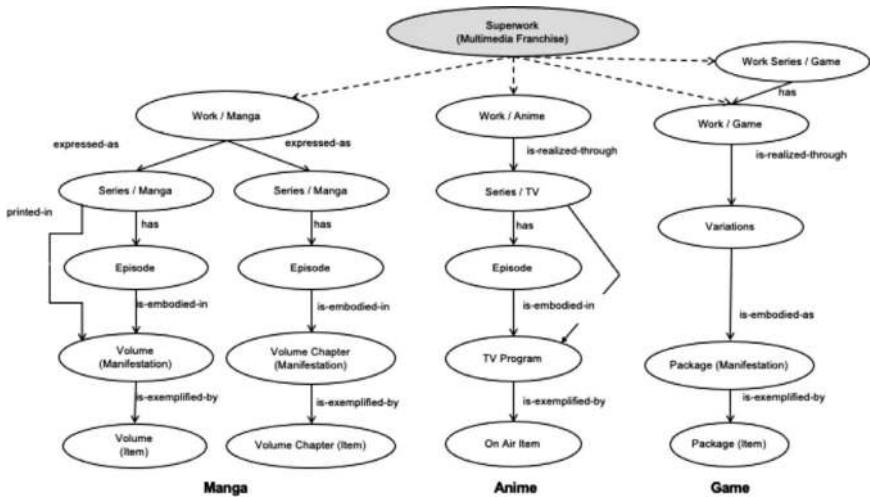 Superwork
(Multimedia Franchise)
Work Series / Game
has
Work / Manga
Work / Anime
Work / Game
expressed-as
expressed-as
is-realized-through
is-realized-through
Series / Manga
Series / Manga
Series / TV
printed-in
has
has
has
Variations
Episode
Episode
Episode
is-embodied-in
is-embodied-in
is-embodied-in
is-embodied-as
Volume
(Manifestation)
Volume Chapter
(Manifestation)
TV Program
Package (Manifestation)
is-exemplified-by
is-exemplified-by
is-exemplified-by
is-exemplified-by
Volume
(Item)
Volume Chapter (Item)
On Air Item
Package (Item)
Manga
Anime
Game